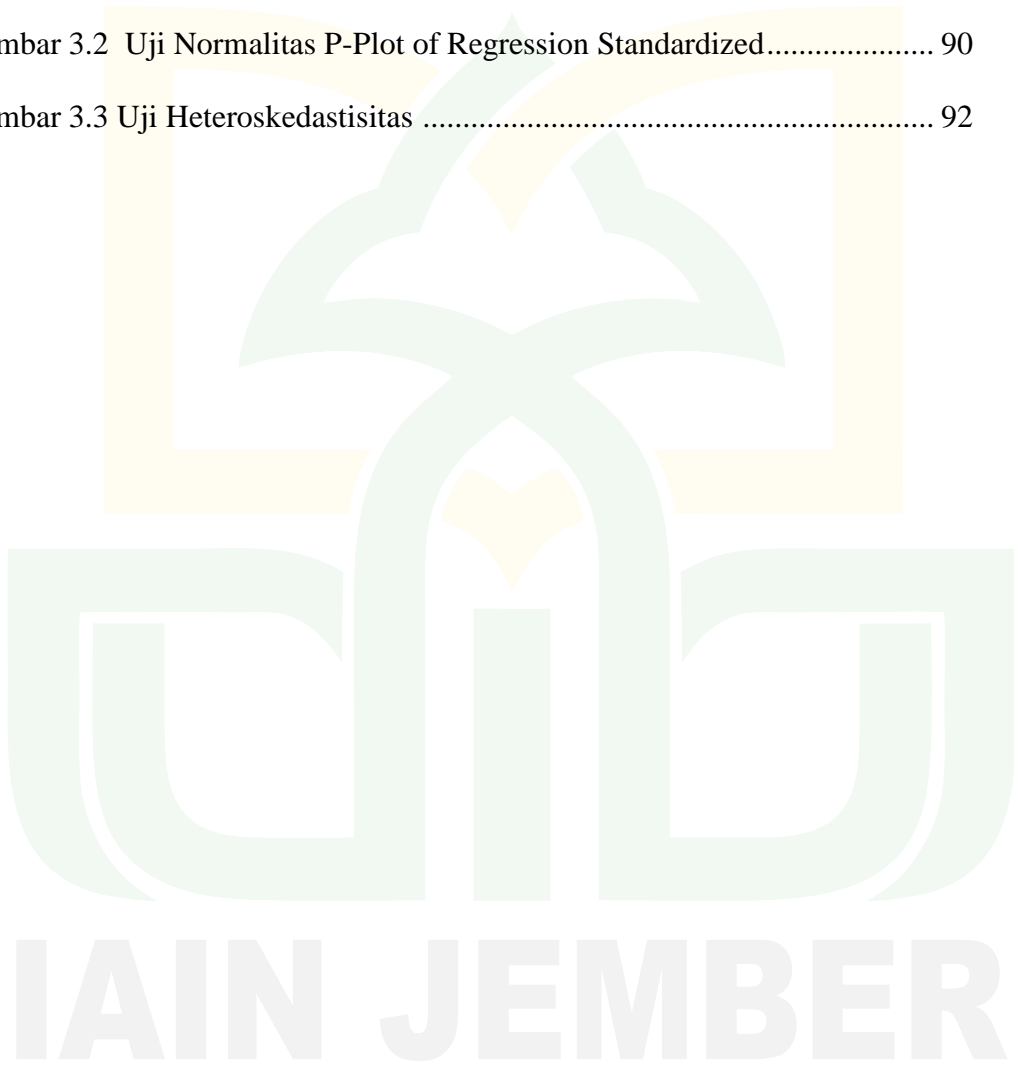 mbar 3.2  Uji Normalitas P-Plot of Regression Standardized.................... 90
mbar 3.3 Uji Heteroskedastisitas ............................................................... 92
IAIN JEMBER